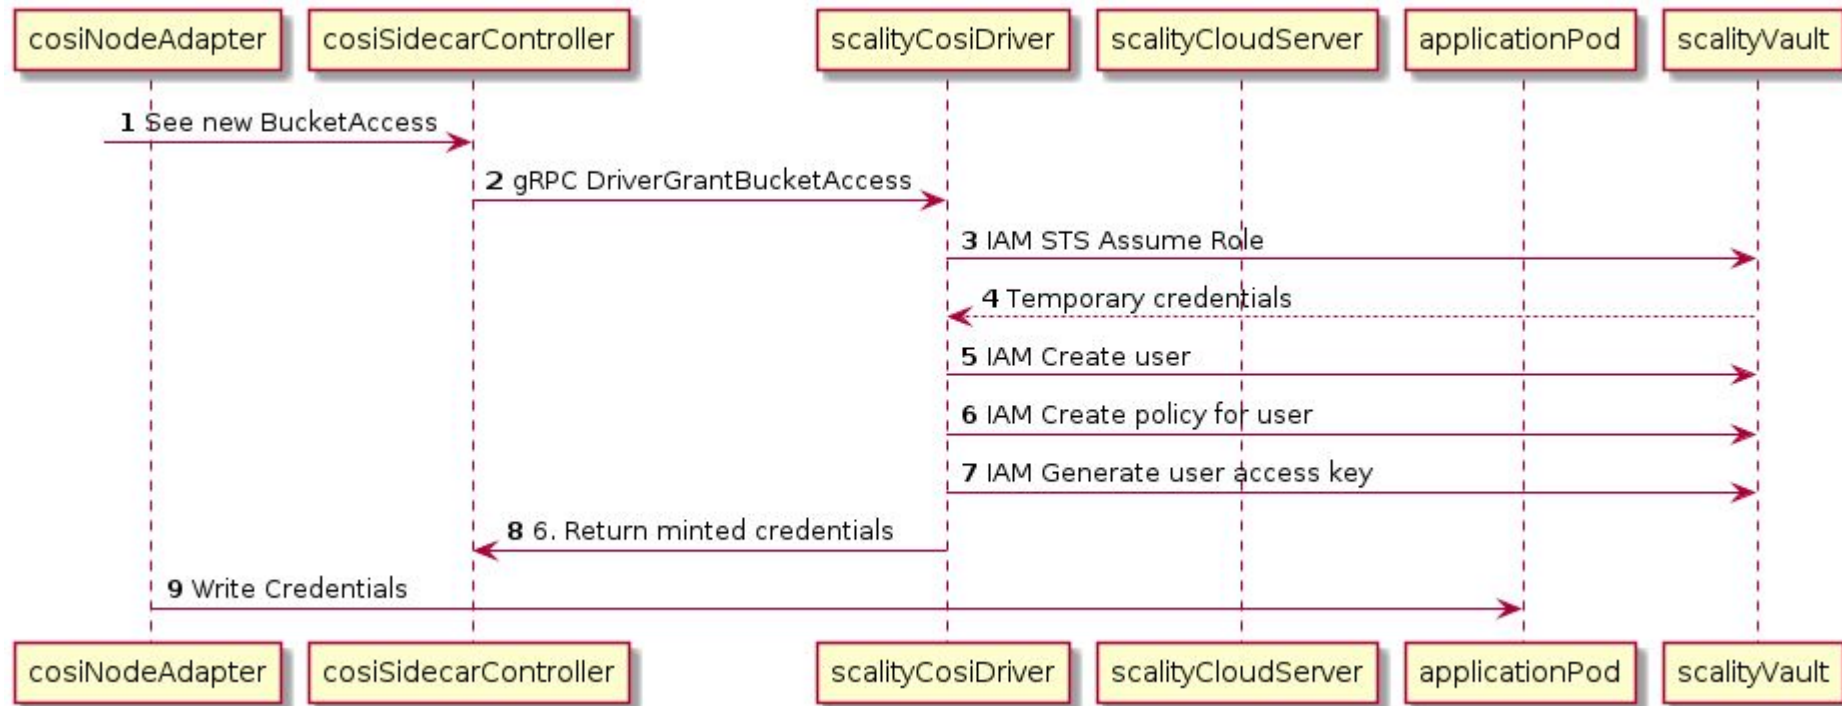 cosiNodeAdapter cosiSidecarController scalityCosiDriver scalityCloudServer applicationPod scalityVault
1 See new BucketAccess
2 gRPC DriverGrantBucketAccess
3 IAM STS Assume Role
4 Temporary credentials
5 IAM Create user
6 IAM Create policy for user
7 IAM Generate user access key
8 6. Return minted credentials
9 Write Credentials
cosiNodeAdapter cosiSidecarController scalityCosiDriver scalityCloudServer applicationPod scalityVault